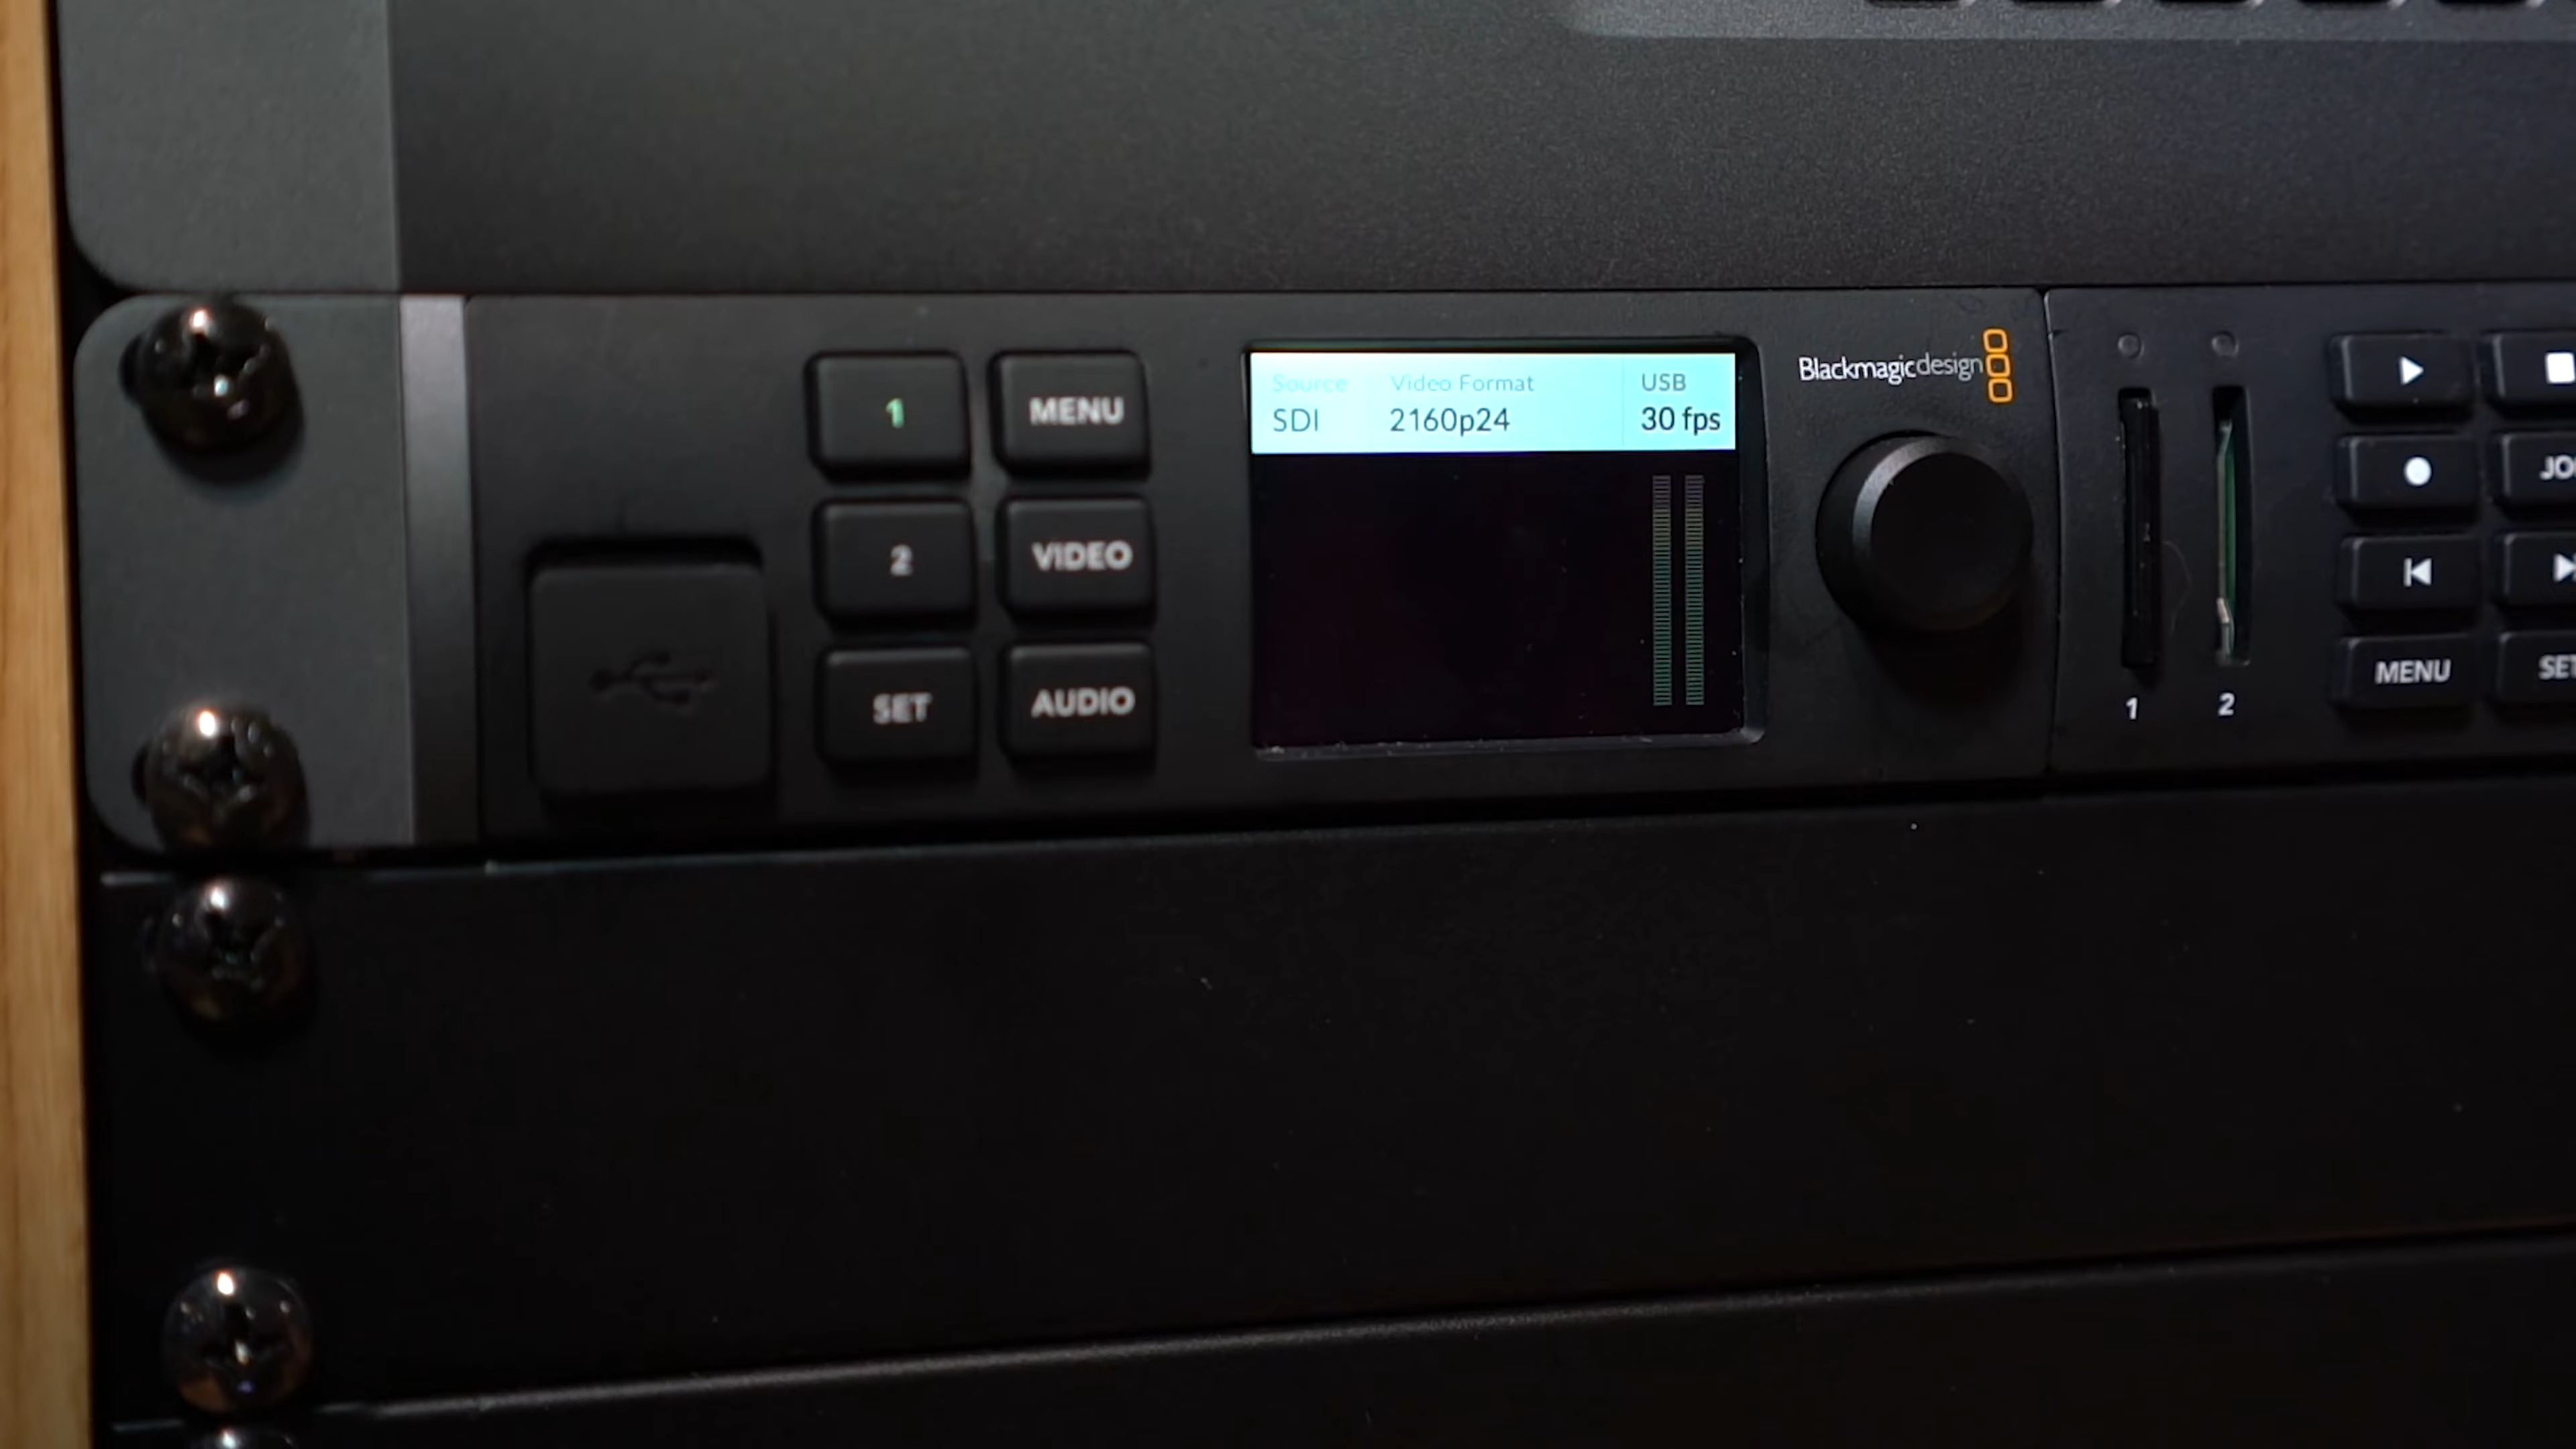 1 MENU
2 VIDEO
SET AUDIO
Source Video Format USB
SDI 2160p24 30 fps
Blackmagicdesign
1 2
MENU